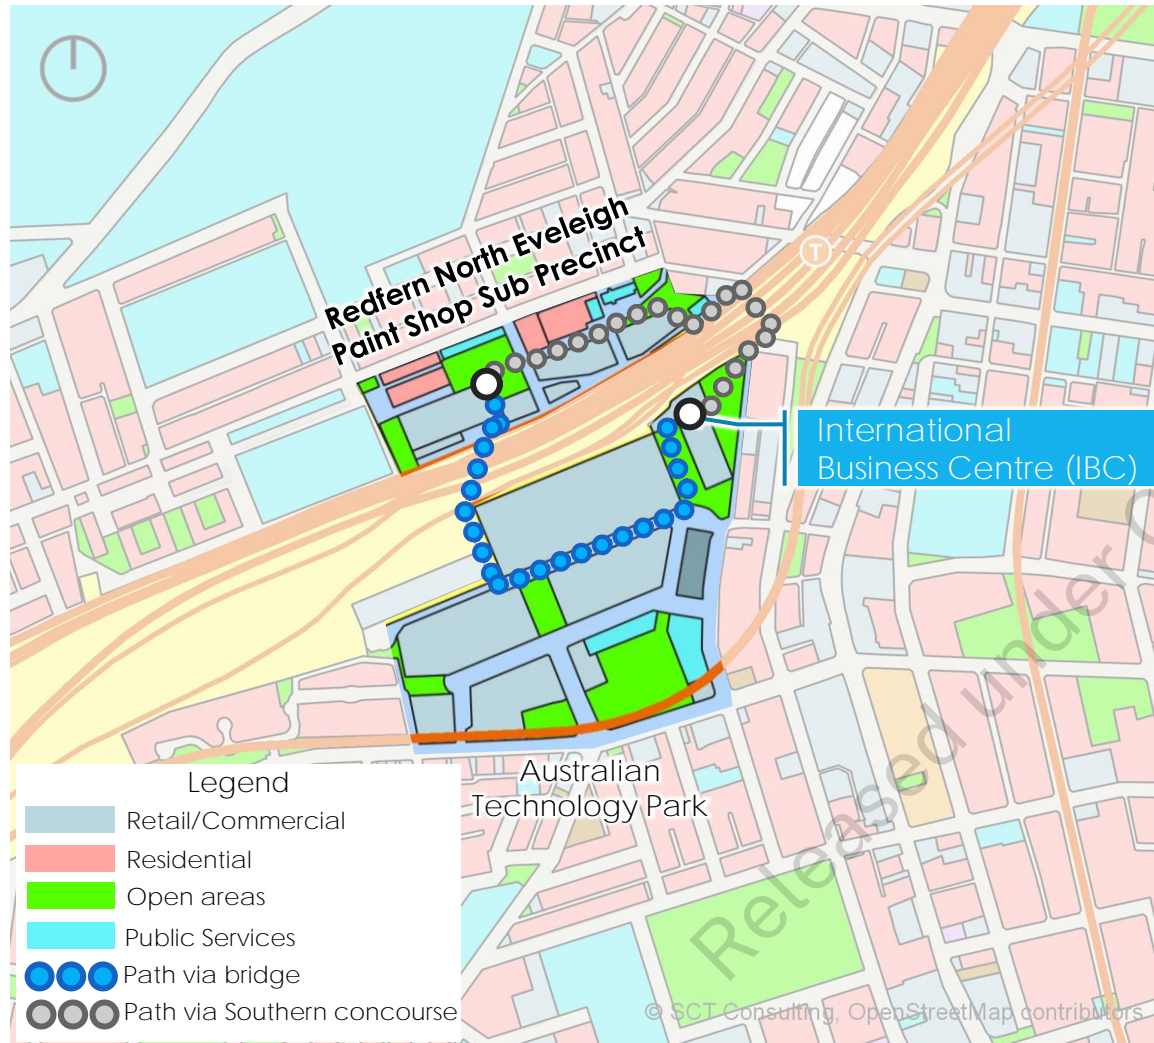 T
Redfern North Eveleigh
Paint Shop Sub Precinct
International
Business Centre (IBC)
Australian
Technology Park
Legend
Retail/Commercial
Residential
Open areas
Public Services
Path via bridge
Path via Southern concourse
Released under
© SCT Consulting, OpenStreetMap contributors